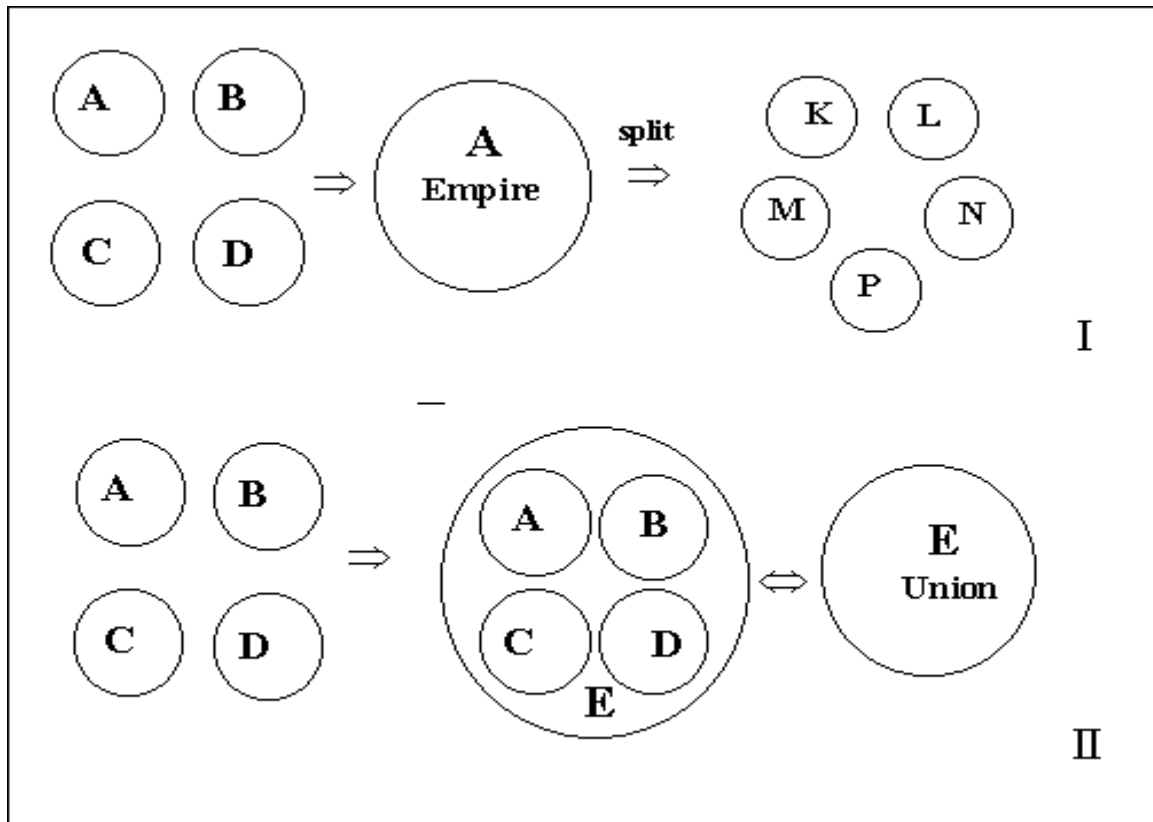 A B
C D
A
Empire
split
K L
M N
P
I
A B
C D
A B
C D
E
E
Union
II